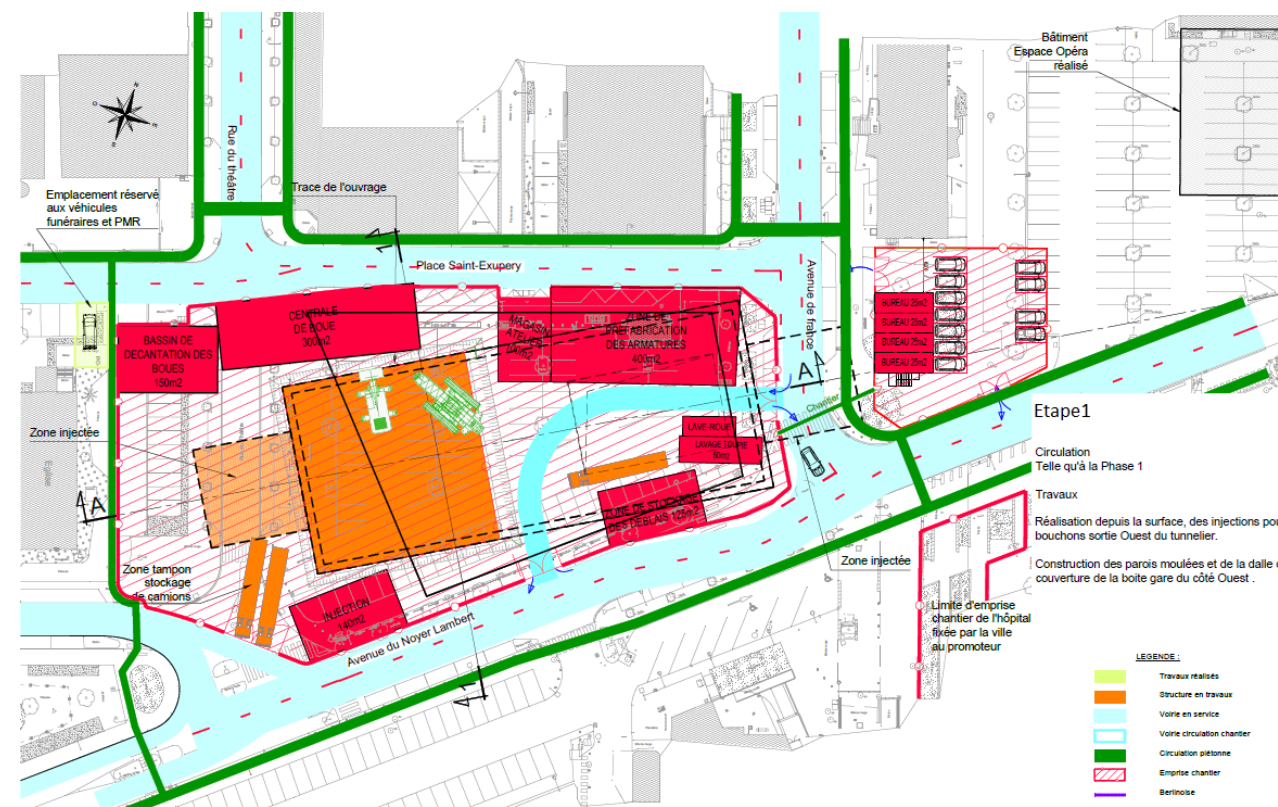 Bâtiment
Espace Opéra
réalisé
Rue du théâtre
Emplacement réservé
aux véhicules
funéraires et PMR
Trace de l'ouvrage
Place Saint-Exupery
Avenue de france
CENTRALE
DE BOUE
300m2
BASSIN DE
DECANTATION DES
BOUES
150m2
MAGASIN
ATELIER
100m2
ZONE DE
PREFABRICATION
DES ARMATURES
400m2
BUREAU 25m2
BUREAU 25m2
BUREAU 25m2
BUREAU 25m2
A
Chantier
Zone injectée
LAVE-ROUE
LAVAGE TOUPIE
50m2
Eglise
A
ZONE DE STOCKAGE
DES DEBLAIS 125m2
Zone injectée
Zone tampon
stockage
de camions
INJECTION
140m2
Avenue du Noyer Lambert
Etape1
Circulation
Telle qu'à la Phase 1
Travaux
Réalisation depuis la surface, des injections pou
bouchons sortie Ouest du tunnelier.
Construction des parois moulées et de la dalle d
couverture de la boite gare du côté Ouest .
Limite d'emprise
chantier de l'hôpital
fixée par la ville
au promoteur
LEGENDE :
Travaux réalisés
Structure en travaux
Voirie en service
Voirie circulation chantier
Circulation piétonne
Emprise chantier
Berlinoise